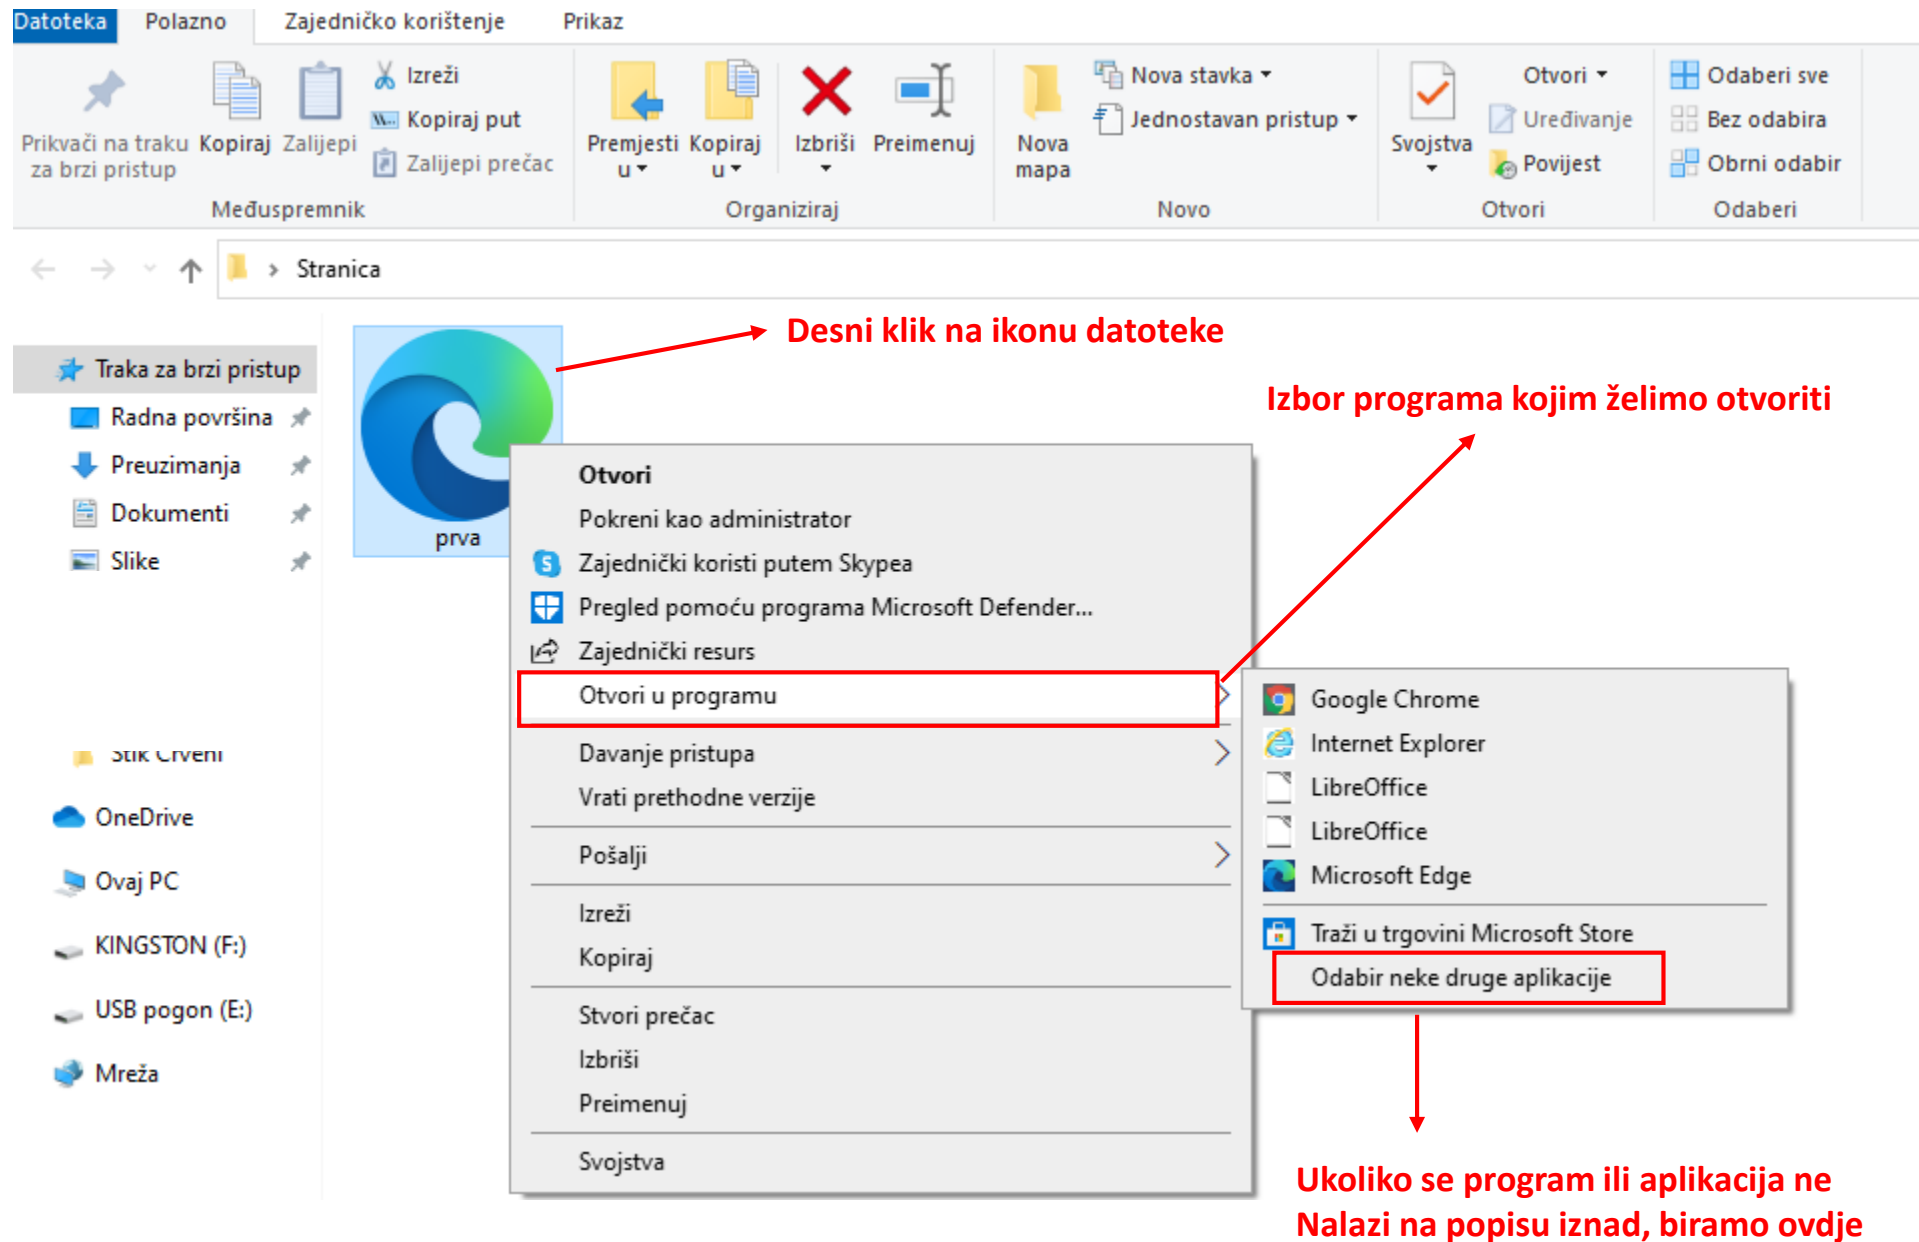 Datoteka Polazno Zajedničko korištenje Prikaz
Prikvači na traku
za brzi pristup
Kopiraj
Zalijepi
Izreži
Kopiraj put
Zalijepi prečac
Međuspremnik
Premjesti
u
Kopiraj
u
Izbriši
Preimenuj
Organiziraj
Nova
mapa
Nova stavka
Jednostavan pristup
Novo
Svojstva
Otvori
Uređivanje
Povijest
Otvori
Odaberi sve
Bez odabira
Obrni odabir
Odaberi
Stranica
Traka za brzi pristup
Radna površina
Preuzimanja
Dokumenti
Slike
Stik Crveni
OneDrive
Ovaj PC
KINGSTON (F:)
USB pogon (E:)
Mreža
prva
Desni klik na ikonu datoteke
Izbor programa kojim želimo otvoriti
Otvori
Pokreni kao administrator
Zajednički koristi putem Skypea
Pregled pomoću programa Microsoft Defender...
Zajednički resurs
Otvori u programu
Davanje pristupa
Vrati prethodne verzije
Pošalji
Izreži
Kopiraj
Stvori prečac
Izbriši
Preimenuj
Svojstva
Google Chrome
Internet Explorer
LibreOffice
LibreOffice
Microsoft Edge
Traži u trgovini Microsoft Store
Odabir neke druge aplikacije
Ukoliko se program ili aplikacija ne
Nalazi na popisu iznad, biramo ovdje